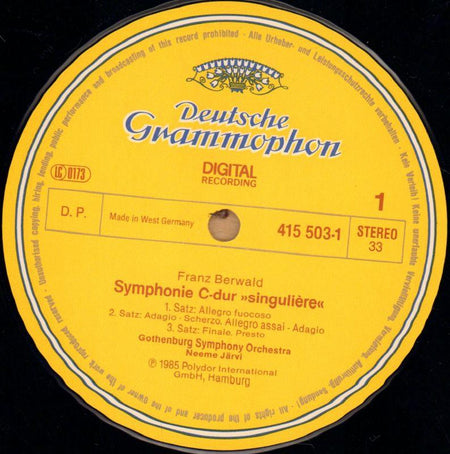 Deutsche
Grammophon
DIGITAL
RECORDING
LC 0173
1
D. P.
Made in West Germany
415 503-1
STEREO
33
Franz Berwald
Symphonie C-dur »singulière«
1. Satz: Allegro fuocoso
2. Satz: Adagio - Scherzo. Allegro assai - Adagio
3. Satz: Finale. Presto
Gothenburg Symphony Orchestra
Neeme Järvi
Ⓟ 1985 Polydor International
GmbH, Hamburg
Alle Urheber- und Leistungsschutzrechte vorbehalten · Kein Verleih! Keine unerlaubte Vervielfältigung, Vermietung, Aufführung, Sendung! · All rights of the producer and of the owner of the work reproduced reserved · Unauthorised copying, hiring, lending, public performance and broadcasting of this record prohibited ·